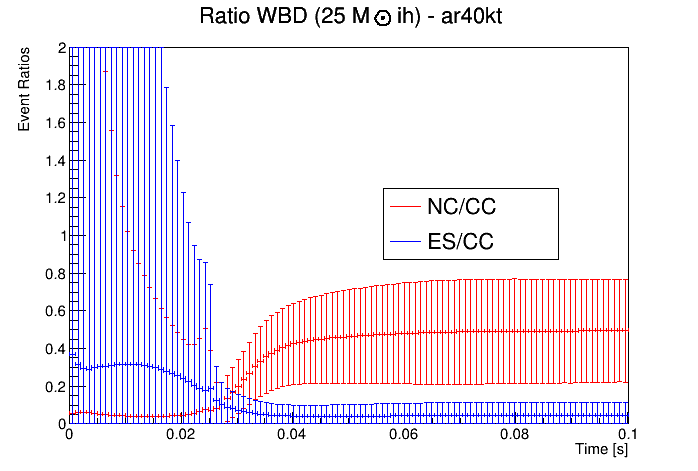 Ratio WBD (25 M⊙ ih) - ar40kt
Event Ratios
2
1.8
1.6
1.4
1.2
1
0.8
0.6
0.4
0.2
0
NC/CC
ES/CC
0 0.02 0.04 0.06 0.08 0.1
Time [s]